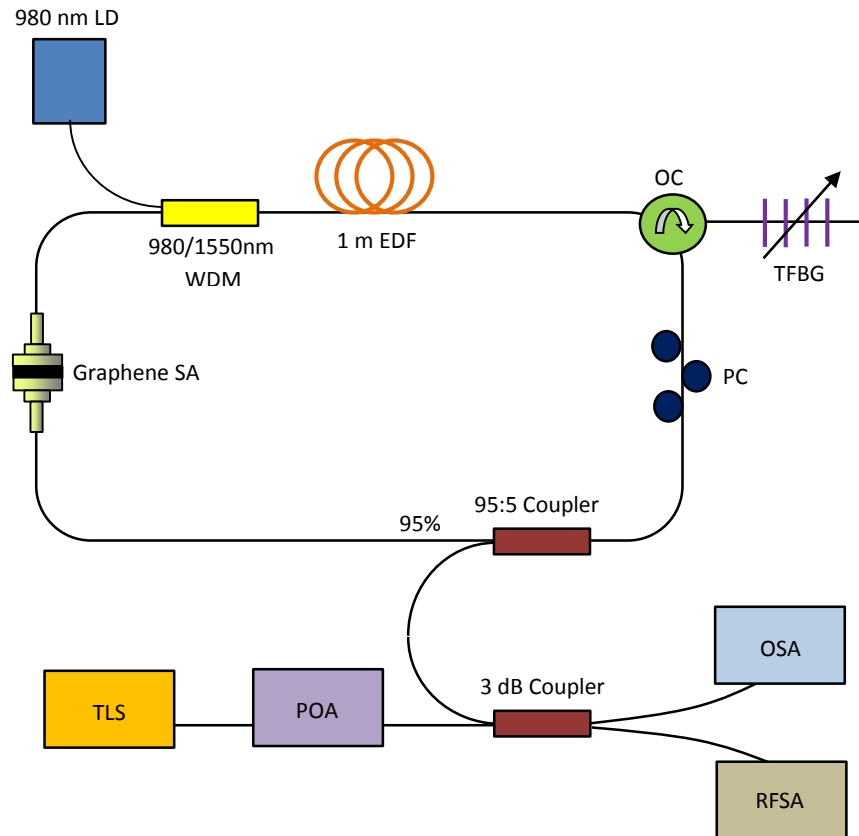 980 nm LD
OC
980/1550nm
WDM
1 m EDF
TFBG
Graphene SA
PC
95:5 Coupler
95%
OSA
3 dB Coupler
TLS
POA
RFSA